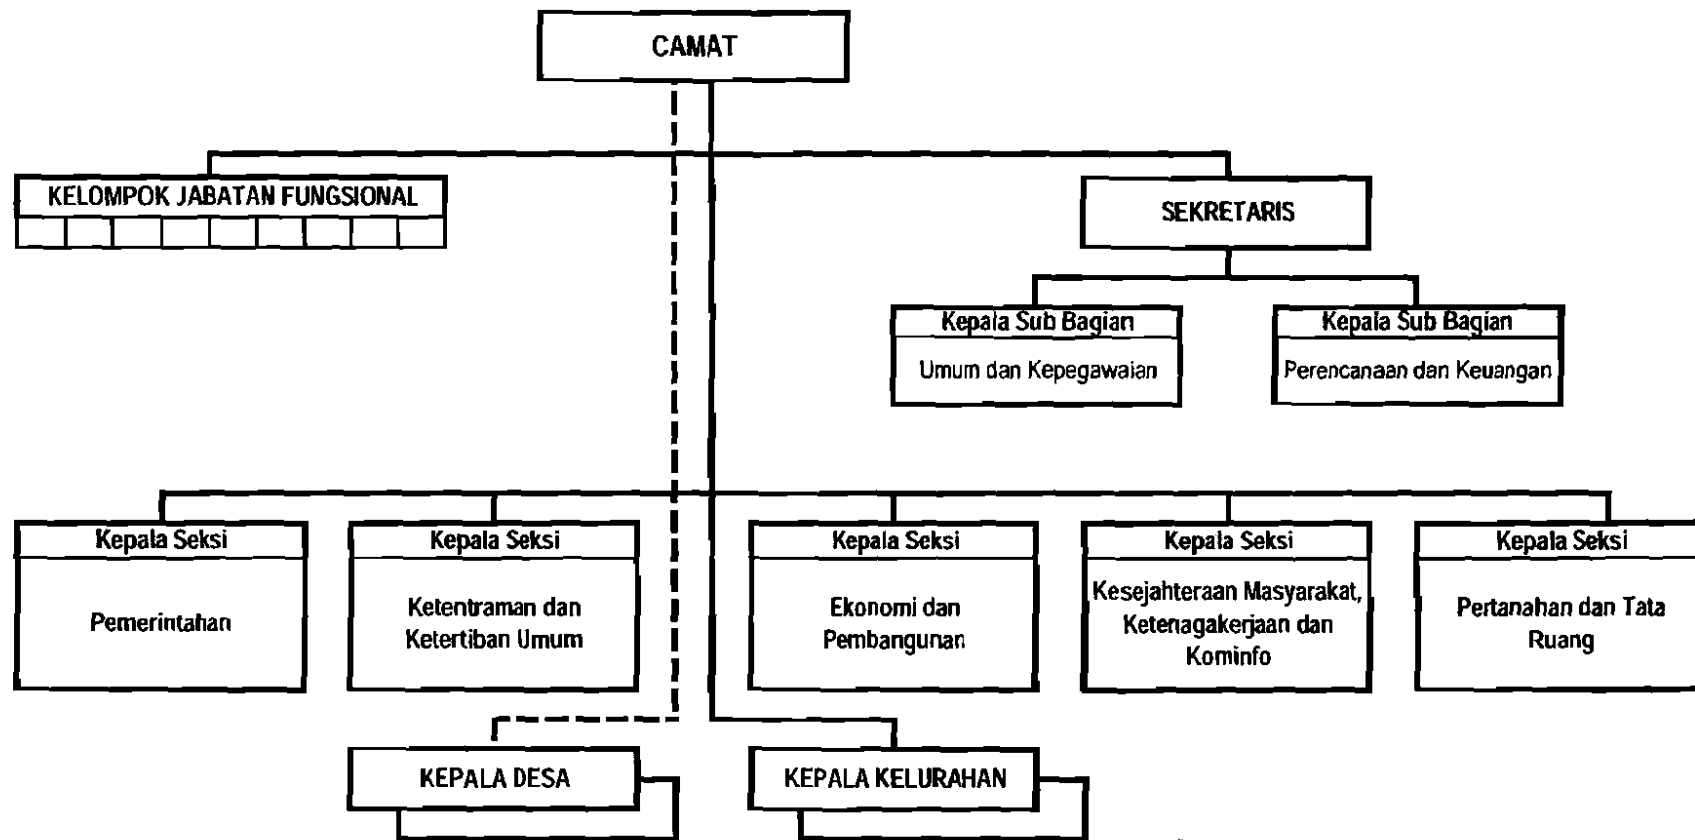 CAMAT
KELOMPOK JABATAN FUNGSIONAL
SEKRETARIS
Kepala Sub Bagian
Umum dan Kepegawaian
Kepala Sub Bagian
Perencanaan dan Keuangan
Kepala Seksi
Pemerintahan
Kepala Seksi
Ketentraman dan
Ketertiban Umum
Kepala Seksi
Ekonomi dan
Pembangunan
Kepala Seksi
Kesejahteraan Masyarakat,
Ketenagakerjaan dan
Kominfo
Kepala Seksi
Pertanahan dan Tata
Ruang
KEPALA DESA
KEPALA KELURAHAN